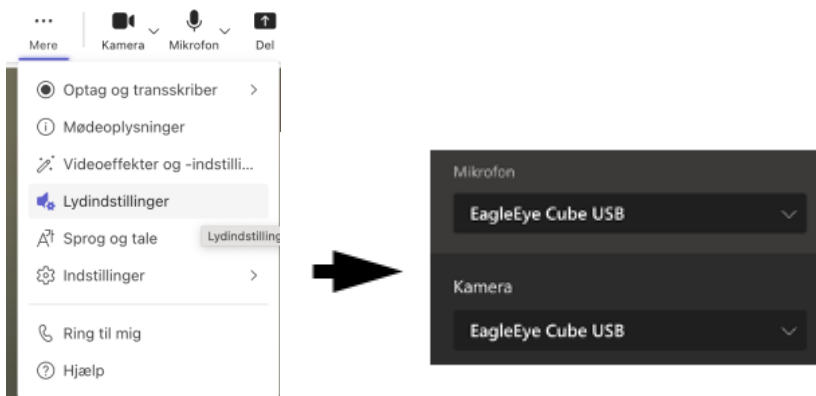 Mere
Kamera
Mikrofon
Del
Optag og transskriber
Mødeoplysninger
Videoeffekter og -indstilli...
Lydindstillinger
Sprog og tale
Lydindstilling
Indstillinger
Ring til mig
Hjælp
Mikrofon
EagleEye Cube USB
Kamera
EagleEye Cube USB